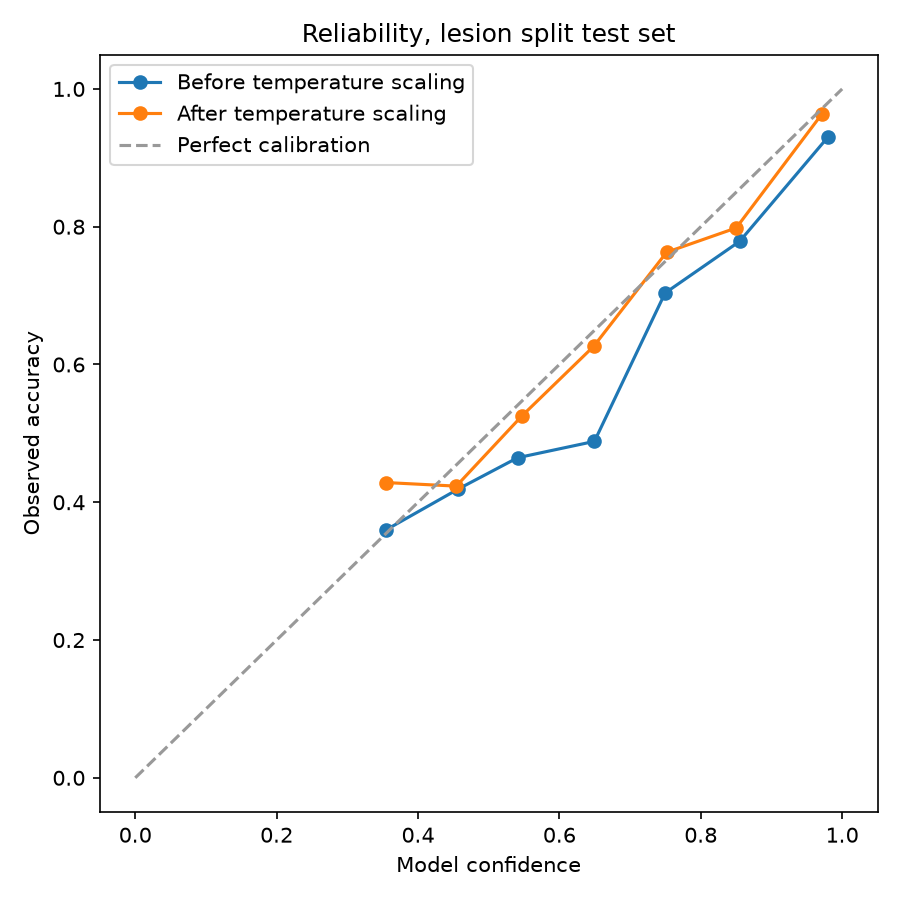 Reliability, lesion split test set
Before temperature scaling
After temperature scaling
Perfect calibration
1.0
0.8
0.6
0.4
0.2
0.0
Observed accuracy
0.0 0.2 0.4 0.6 0.8 1.0
Model confidence